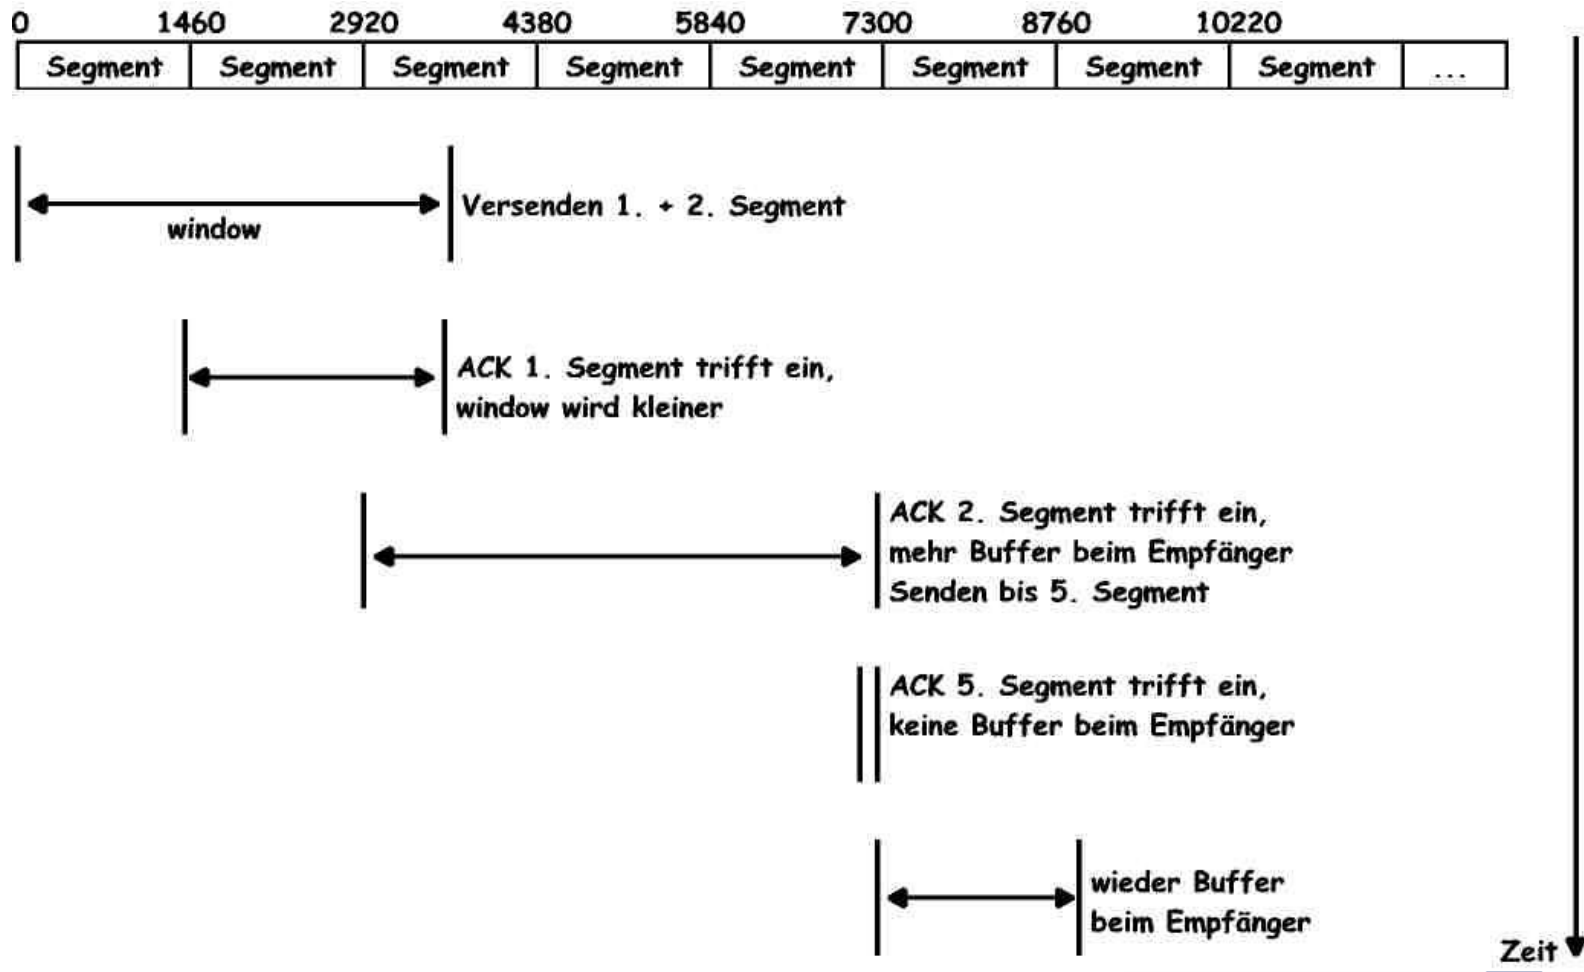 0 1460 2920 4380 5840 7300 8760 10220
Segment Segment Segment Segment Segment Segment Segment Segment ...
Versenden 1. + 2. Segment
window
ACK 1. Segment trifft ein,
window wird kleiner
ACK 2. Segment trifft ein,
mehr Buffer beim Empfänger
Senden bis 5. Segment
ACK 5. Segment trifft ein,
keine Buffer beim Empfänger
wieder Buffer
beim Empfänger
Zeit